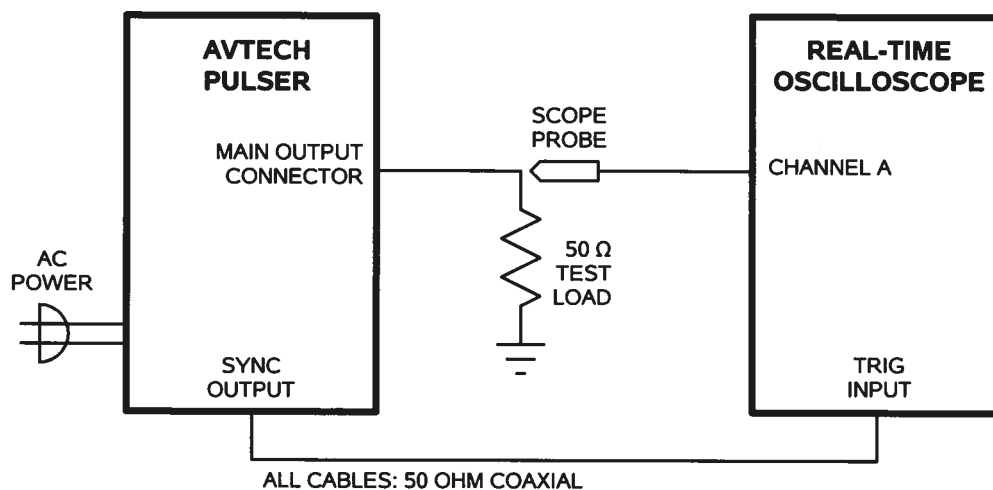 AVTECH
PULSER
REAL-TIME
OSCILLOSCOPE
SCOPE
PROBE
MAIN OUTPUT
CONNECTOR
CHANNEL A
50 Ω
TEST
LOAD
AC
POWER
SYNC
OUTPUT
TRIG
INPUT
ALL CABLES: 50 OHM COAXIAL